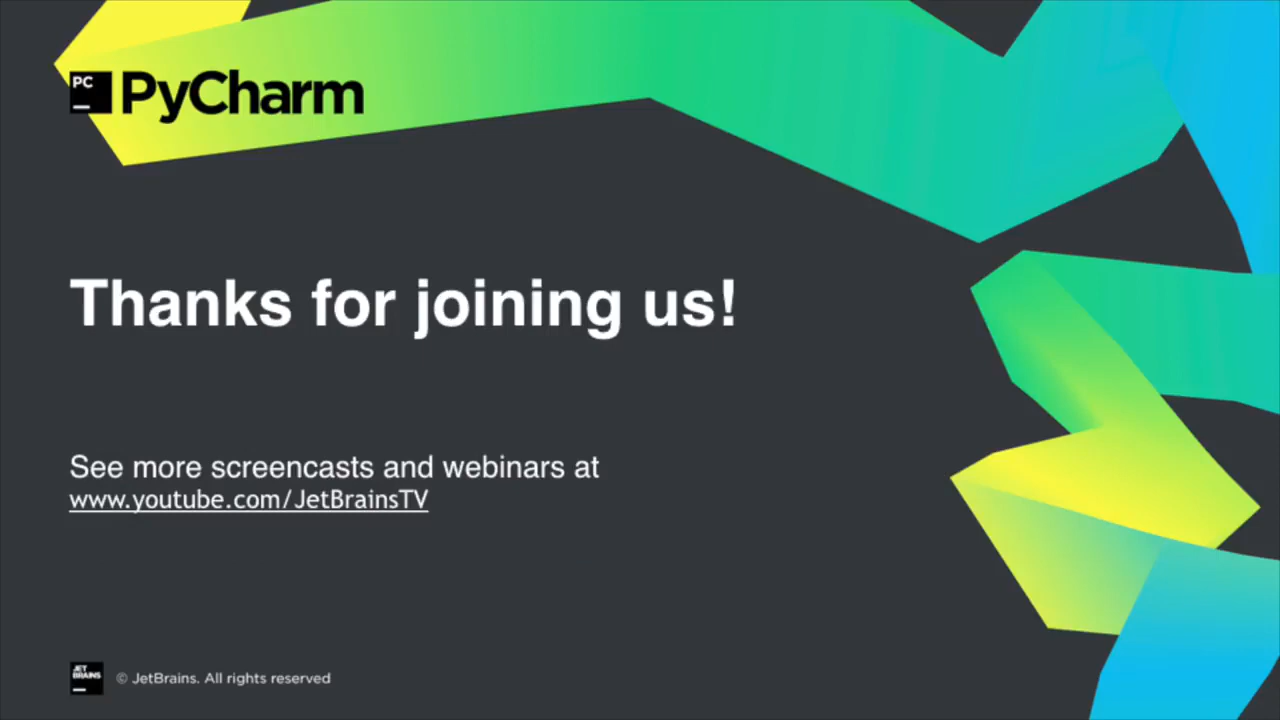 PC
PyCharm
Thanks for joining us!
See more screencasts and webinars at
www.youtube.com/JetBrainsTV
JET
BRAINS
© JetBrains. All rights reserved